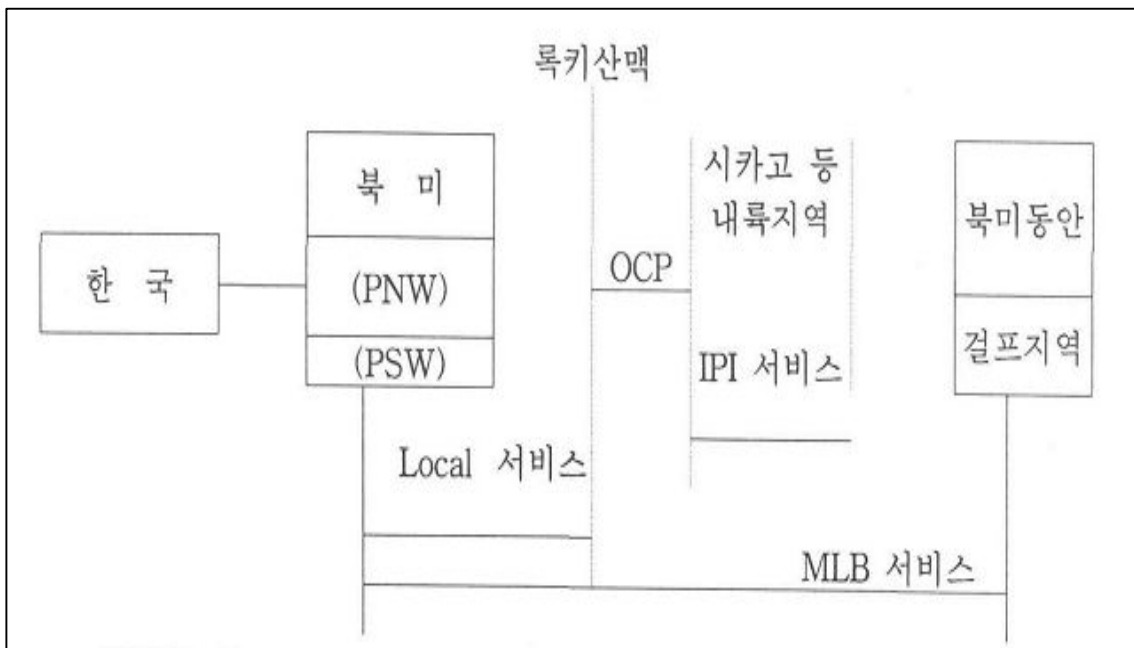 록키산맥
북 미
시카고 등
내륙지역
북미동안
한 국
(PNW)
OCP
(PSW)
걸프지역
IPI 서비스
Local 서비스
MLB 서비스